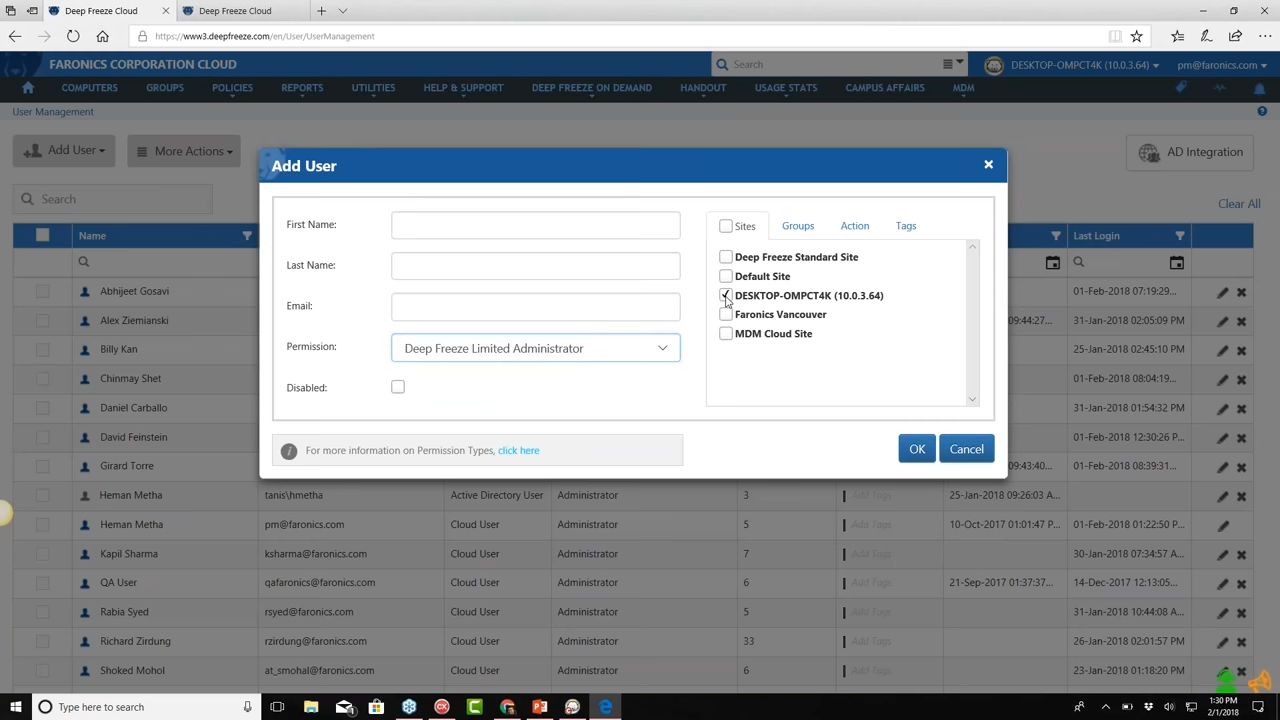 Deep Freeze Cloud
Deep Freeze Cloud
https://www3.deepfreeze.com/en/User/UserManagement
FARONICS CORPORATION CLOUD
Search
DESKTOP-OMPCT4K (10.0.3.64)
pm@faronics.com
COMPUTERS GROUPS POLICIES REPORTS UTILITIES HELP & SUPPORT DEEP FREEZE ON DEMAND HANDOUT USAGE STATS CAMPUS AFFAIRS MDM
User Management
Add User
More Actions
AD Integration
Search
Clear All
Name
Last Login
Add User
First Name:
Last Name:
Email:
Permission:
Deep Freeze Limited Administrator
Disabled:
Sites Groups Action Tags
Deep Freeze Standard Site
Default Site
DESKTOP-OMPCT4K (10.0.3.64)
Faronics Vancouver
MDM Cloud Site
For more information on Permission Types, click here
OK
Cancel
Abhijeet Gosavi 01-Feb-2018 07:19:29...
Alex Ziemianski 09:44:27... 31-Jan-2018 02:05:09 PM
Billy Kan 25-Jan-2018 02:45:10 PM
Chinmay Shet 01-Feb-2018 08:04:19...
Daniel Carballo 01-Feb-2018 01:54:32 PM
David Feinstein 01-Feb-2018 12:30:26 P...
Girard Torre 09:43:40... 01-Feb-2018 08:39:31...
Heman Metha tanis\hmetha Active Directory User Administrator 3 Add Tags 25-Jan-2018 09:26:03 A...
Heman Metha pm@faronics.com Cloud User Administrator 5 Add Tags 10-Oct-2017 01:01:47 P... 01-Feb-2018 01:22:50 P...
Kapil Sharma ksharma@faronics.com Cloud User Administrator 7 Add Tags 30-Jan-2018 07:34:57 A...
QA User qafaronics@faronics.com Cloud User Administrator 6 Add Tags 21-Sep-2017 01:37:37... 14-Dec-2017 12:13:05...
Rabia Syed rsyed@faronics.com Cloud User Administrator 5 Add Tags 31-Jan-2018 10:44:08 A...
Richard Zirdung rzirdung@faronics.com Cloud User Administrator 33 Add Tags 26-Jan-2018 02:01:57 PM
Shoked Mohol at_smohal@faronics.com Cloud User Administrator 6 Add Tags 23-Jan-2018 01:18:20 PM
Type here to search
1:30 PM
2/1/2018